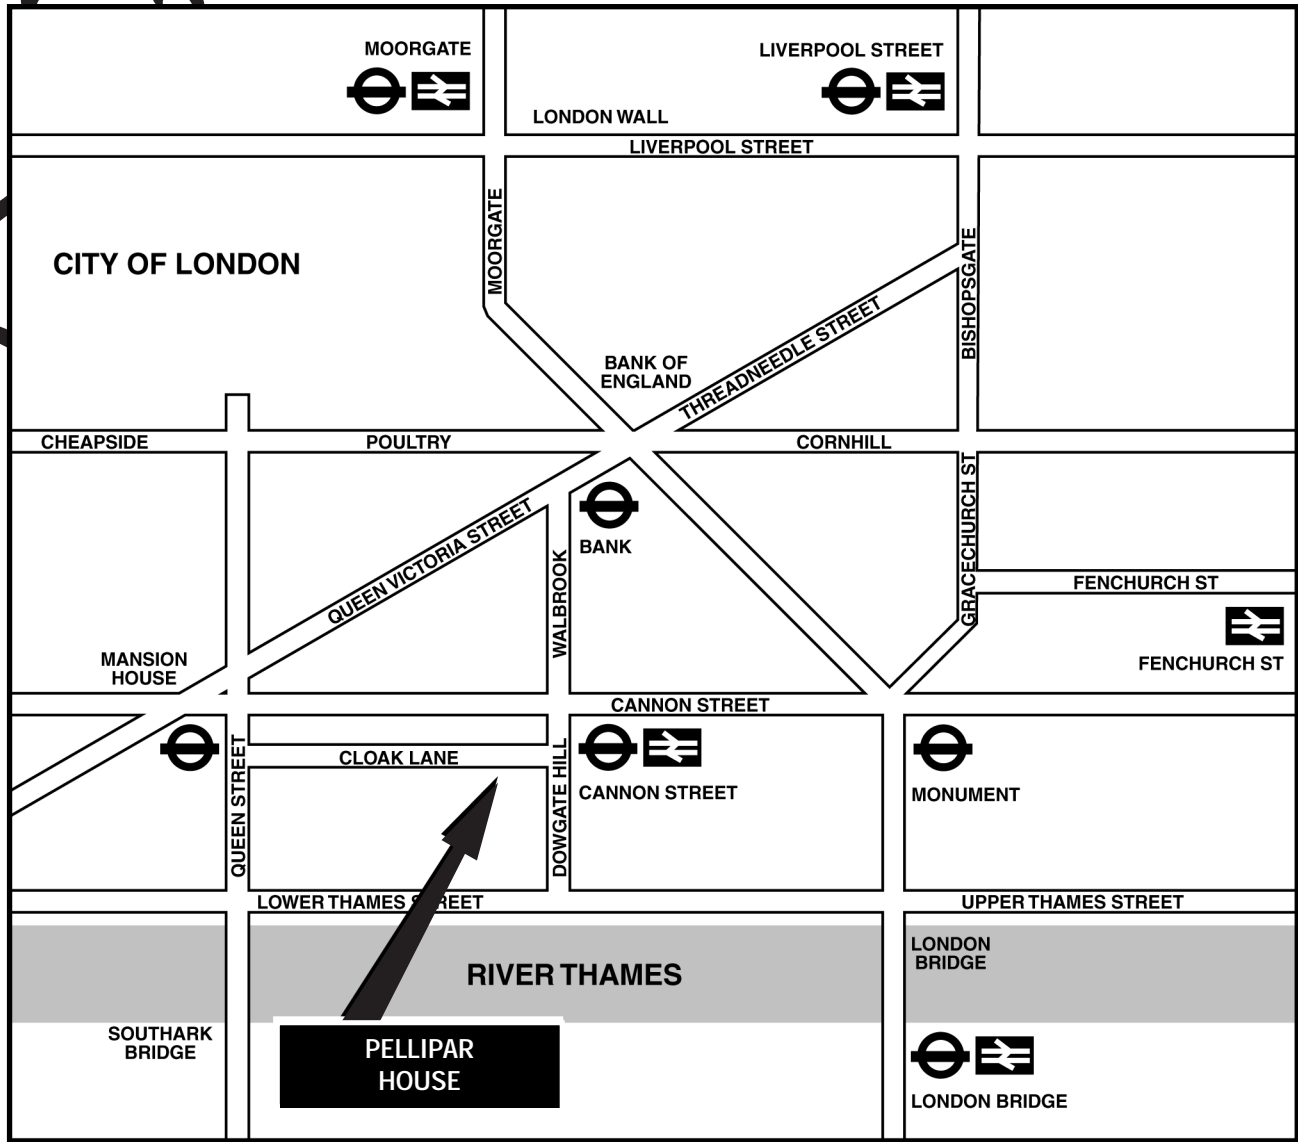 MOORGATE
LIVERPOOL STREET
LONDON WALL
LIVERPOOL STREET
MOORGATE
CITY OF LONDON
BISHOPSGATE
THREADNEEDLE STREET
BANK OF
ENGLAND
CHEAPSIDE
POULTRY
CORNHILL
GRACECHURCH ST
QUEEN VICTORIA STREET
BANK
WALBROOK
FENCHURCH ST
FENCHURCH ST
MANSION
HOUSE
CANNON STREET
QUEEN STREET
CLOAK LANE
DOWGATE HILL
CANNON STREET
MONUMENT
LOWER THAMES STREET
UPPER THAMES STREET
LONDON
BRIDGE
RIVER THAMES
SOUTHARK
BRIDGE
PELLIPAR
HOUSE
LONDON BRIDGE